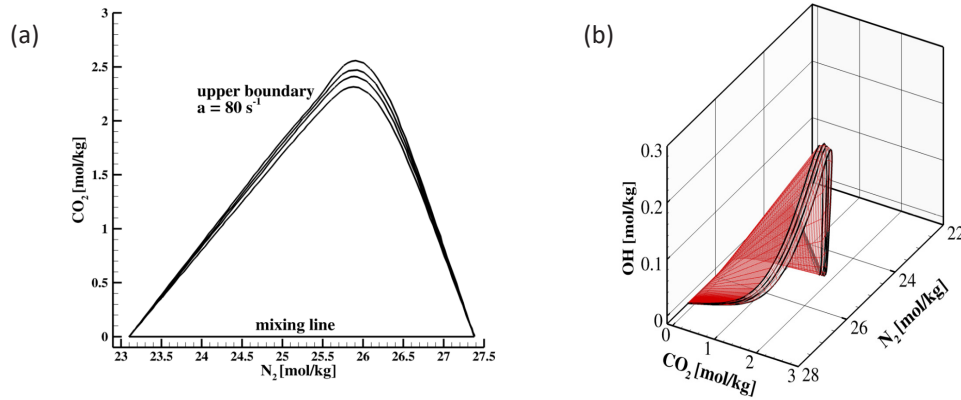 (a)
3
2.5
2
1.5
1
0.5
0
CO₂ [mol/kg]
upper boundary
a = 80 s⁻¹
mixing line
23 23.5 24 24.5 25 25.5 26 26.5 27 27.5
N₂ [mol/kg]
(b)
0.3
0.2
0.1
0
OH [mol/kg]
0 1 2 3
CO₂ [mol/kg]
22
24
26
28
N₂ [mol/kg]